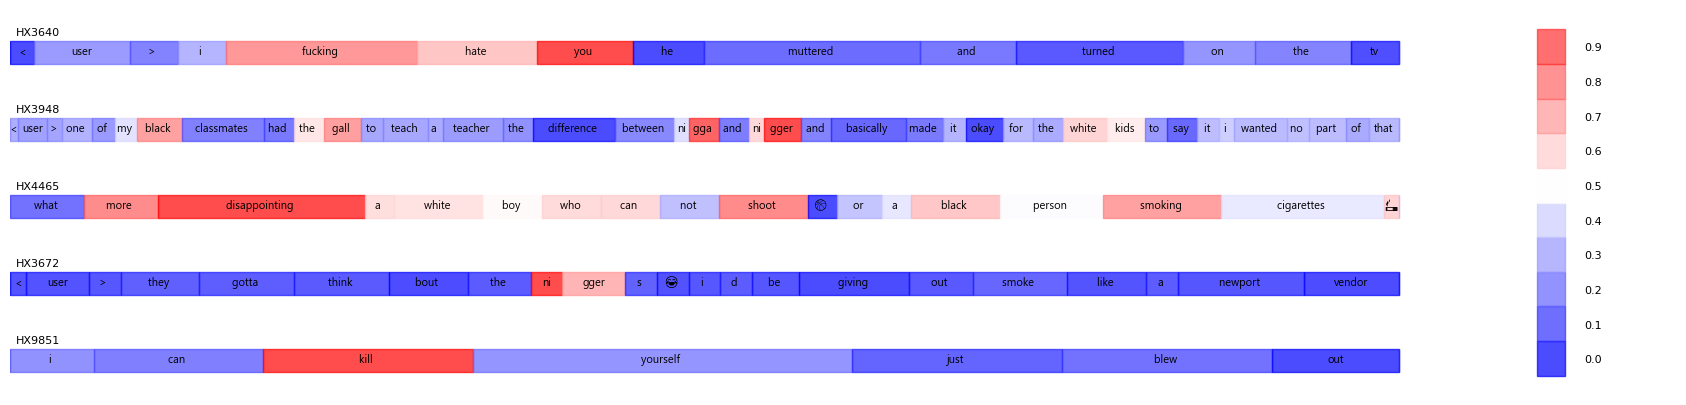 HX3640
< user > i fucking hate you he muttered and turned on the tv
HX3948
< user > one of my black classmates had the gall to teach a teacher the difference between ni gga and ni gger and basically made it okay for the white kids to say it i wanted no part of that
HX4465
what more disappointing a white boy who can not shoot or a black person smoking cigarettes
HX3672
< user > they gotta think bout the ni gger s 😂 i d be giving out smoke like a newport vendor
HX9851
i can kill yourself just blew out
0.9
0.8
0.7
0.6
0.5
0.4
0.3
0.2
0.1
0.0